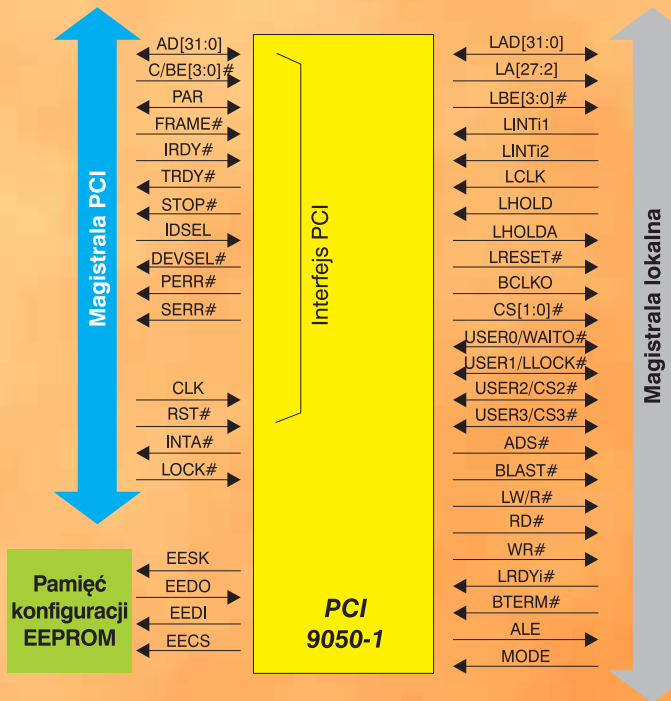 Magistrala PCI
AD[31:0]
C/BE[3:0]#
PAR
FRAME#
IRDY#
TRDY#
STOP#
IDSEL
DEVSEL#
PERR#
SERR#
CLK
RST#
INTA#
LOCK#
Pamięć
konfiguracji
EEPROM
EESK
EEDO
EEDI
EECS
Interfejs PCI
PCI
9050-1
LAD[31:0]
LA[27:2]
LBE[3:0]#
LINTi1
LINTi2
LCLK
LHOLD
LHOLDA
LRESET#
BCLKO
CS[1:0]#
USER0/WAITO#
USER1/LLOCK#
USER2/CS2#
USER3/CS3#
ADS#
BLAST#
LW/R#
RD#
WR#
LRDYi#
BTERM#
ALE
MODE
Magistrala lokalna